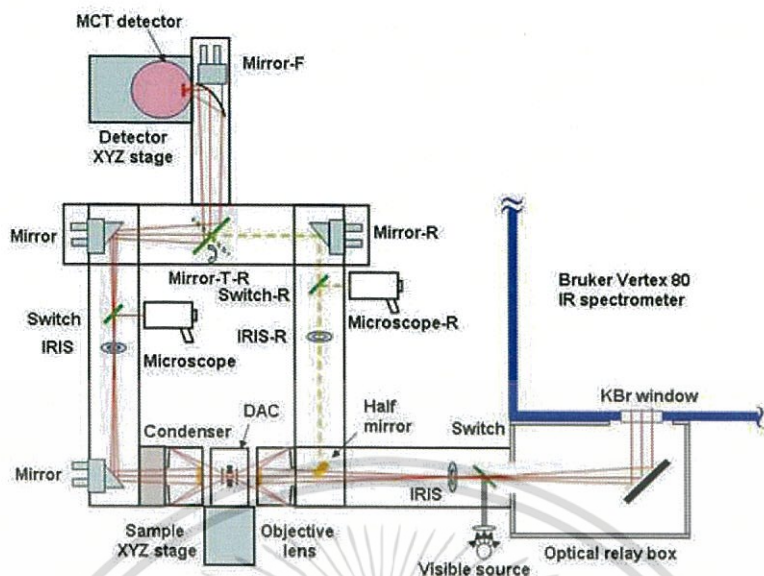 MCT detector
Mirror-F
Detector
XYZ stage
Mirror
Mirror-R
Mirror-T-R
Switch-R
Bruker Vertex 80
IR spectrometer
Switch
Microscope-R
IRIS
IRIS-R
Microscope
KBr window
DAC
Half
mirror
Condenser
Switch
Mirror
IRIS
Sample
XYZ stage
Objective
lens
Optical relay box
Visible source